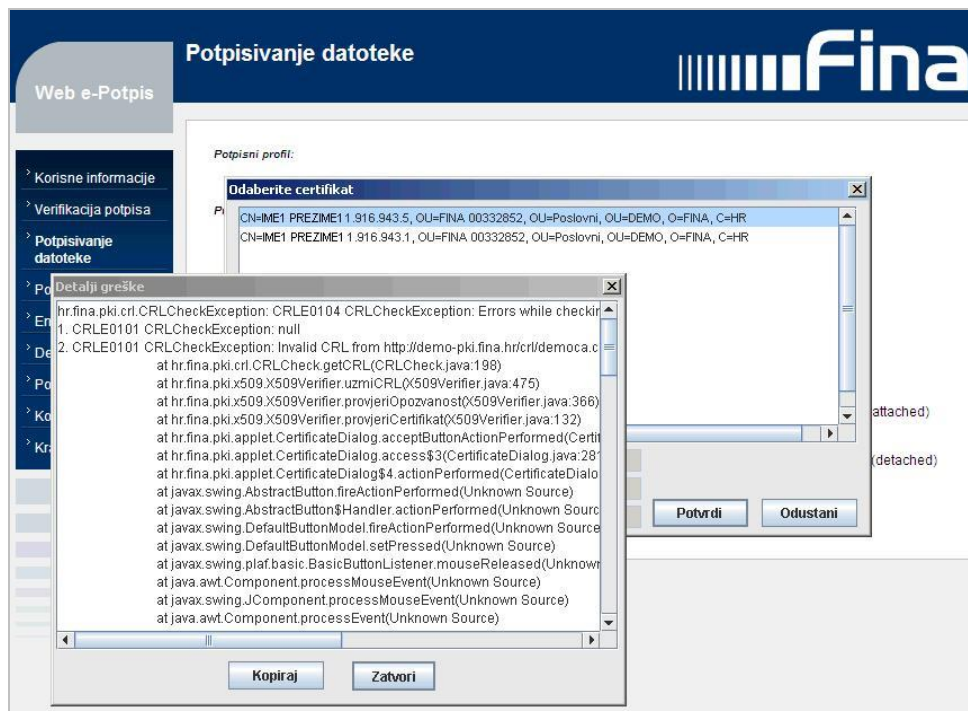 Potpisivanje datoteke
Fina
Web e-Potpis
Potpisni profil:
Korisne informacije
Verifikacija potpisa
Potpisivanje
datoteke
Odaberite certifikat
CN=IME1 PREZIME1 1.916.943.5, OU=FINA 00332852, OU=Poslovni, OU=DEMO, O=FINA, C=HR
CN=IME1 PREZIME1 1.916.943.1, OU=FINA 00332852, OU=Poslovni, OU=DEMO, O=FINA, C=HR
attached)
(detached)
Potvrdi
Odustani
Detalji greške
hr.fina.pki.crl.CRLCheckException: CRLE0104 CRLCheckException: Errors while checkin
1. CRLE0101 CRLCheckException: null
2. CRLE0101 CRLCheckException: Invalid CRL from http://demo-pki.fina.hr/crl/democa.c
at hr.fina.pki.crl.CRLCheck.getCRL(CRLCheck.java:198)
at hr.fina.pki.x509.X509Verifier.uzmiCRL(X509Verifier.java:475)
at hr.fina.pki.x509.X509Verifier.provjeriOpozvanost(X509Verifier.java:366)
at hr.fina.pki.x509.X509Verifier.provjeriCertifikat(X509Verifier.java:132)
at hr.fina.pki.applet.CertificateDialog.acceptButtonActionPerformed(Certif
at hr.fina.pki.applet.CertificateDialog.access$3(CertificateDialog.java:281
at hr.fina.pki.applet.CertificateDialog$4.actionPerformed(CertificateDialo
at javax.swing.AbstractButton.fireActionPerformed(Unknown Source)
at javax.swing.AbstractButton$Handler.actionPerformed(Unknown Sourc
at javax.swing.DefaultButtonModel.fireActionPerformed(Unknown Source
at javax.swing.DefaultButtonModel.setPressed(Unknown Source)
at javax.swing.plaf.basic.BasicButtonListener.mouseReleased(Unknown
at java.awt.Component.processMouseEvent(Unknown Source)
at javax.swing.JComponent.processMouseEvent(Unknown Source)
at java.awt.Component.processEvent(Unknown Source)
Kopiraj
Zatvori